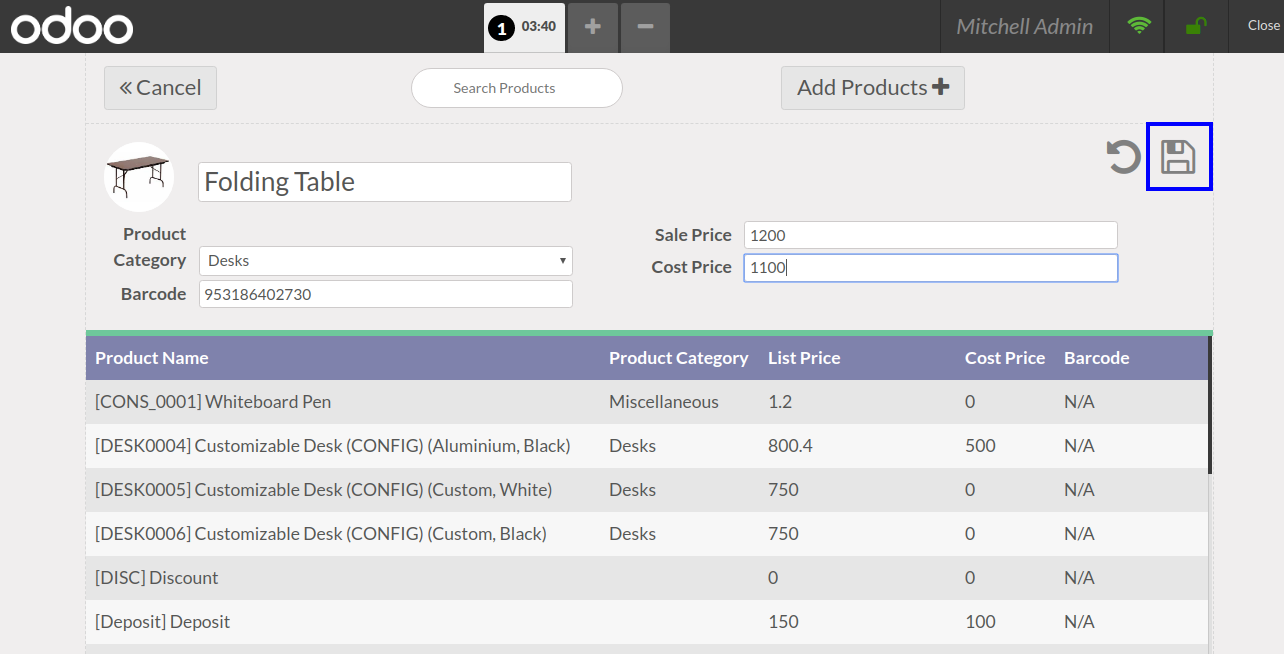 odoo 1 03:40 + − Mitchell Admin Close
« Cancel Search Products Add Products +
Folding Table
Product Category Desks
Barcode 953186402730
Sale Price 1200
Cost Price 1100
Product Name Product Category List Price Cost Price Barcode
[CONS_0001] Whiteboard Pen Miscellaneous 1.2 0 N/A
[DESK0004] Customizable Desk (CONFIG) (Aluminium, Black) Desks 800.4 500 N/A
[DESK0005] Customizable Desk (CONFIG) (Custom, White) Desks 750 0 N/A
[DESK0006] Customizable Desk (CONFIG) (Custom, Black) Desks 750 0 N/A
[DISC] Discount 0 0 N/A
[Deposit] Deposit 150 100 N/A